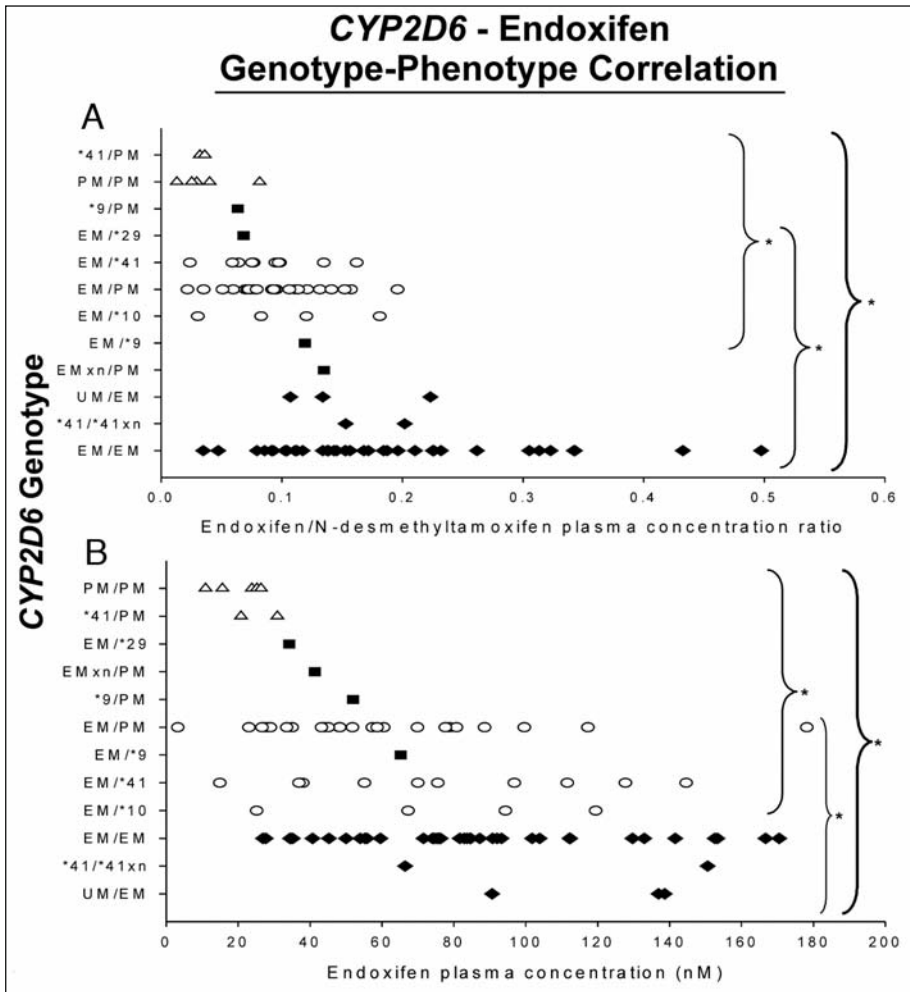 CYP2D6 - Endoxifen
Genotype-Phenotype Correlation
CYP2D6 Genotype
A
*41/PM
PM/PM
*9/PM
EM/*29
EM/*41
EM/PM
EM/*10
EM/*9
EMxn/PM
UM/EM
*41/*41xn
EM/EM
*
*
*
0.0 0.1 0.2 0.3 0.4 0.5 0.6
Endoxifen/N-desmethyltamoxifen plasma concentration ratio
B
PM/PM
*41/PM
EM/*29
EMxn/PM
*9/PM
EM/PM
EM/*9
EM/*41
EM/*10
EM/EM
*41/*41xn
UM/EM
*
*
*
0 20 40 60 80 100 120 140 160 180 200
Endoxifen plasma concentration (nM)